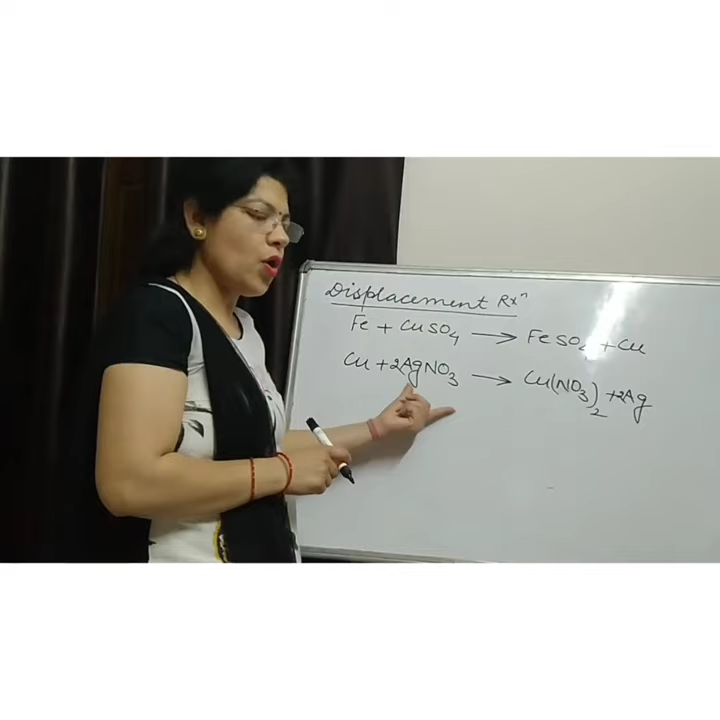 Displacement Rxⁿ
Fe + CuSO₄ → FeSO₄ + Cu
Cu + 2AgNO₃ → Cu(NO₃)₂ + 2Ag